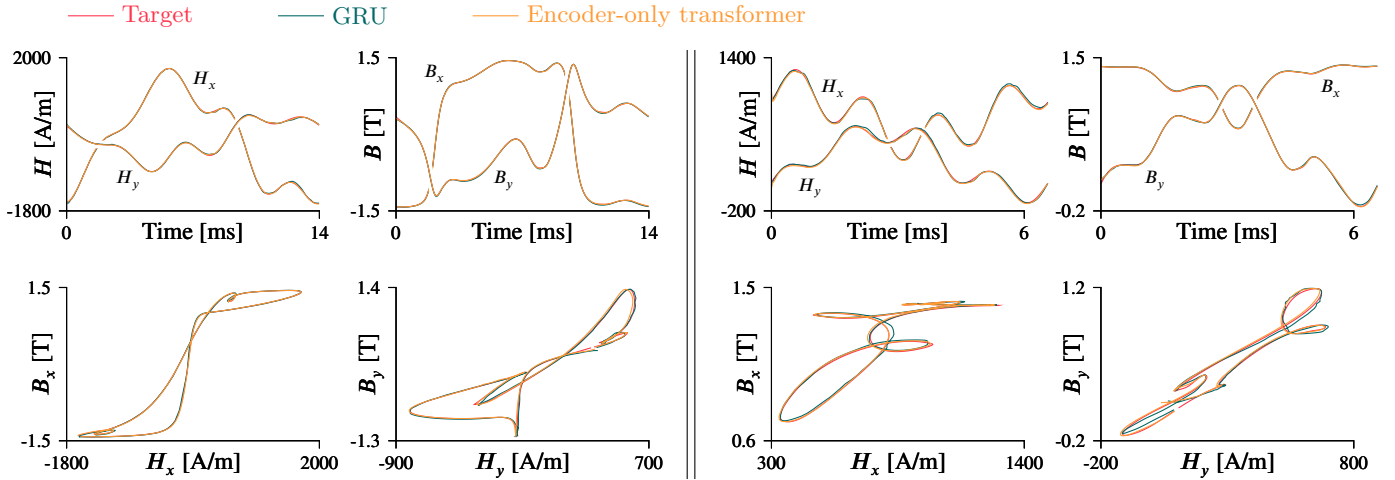 Target GRU Encoder-only transformer
2000
H [A/m]
-1800
H_x
H_y
0 Time [ms] 14
1.5
B [T]
-1.5
B_x
B_y
0 Time [ms] 14
1400
H [A/m]
-200
H_x
H_y
0 Time [ms] 6
1.5
B [T]
-0.2
B_x
B_y
0 Time [ms] 6
1.5
B_x [T]
-1.5
-1800 H_x [A/m] 2000
1.4
B_y [T]
-1.3
-900 H_y [A/m] 700
1.5
B_x [T]
0.6
300 H_x [A/m] 1400
1.2
B_y [T]
-0.2
-200 H_y [A/m] 800